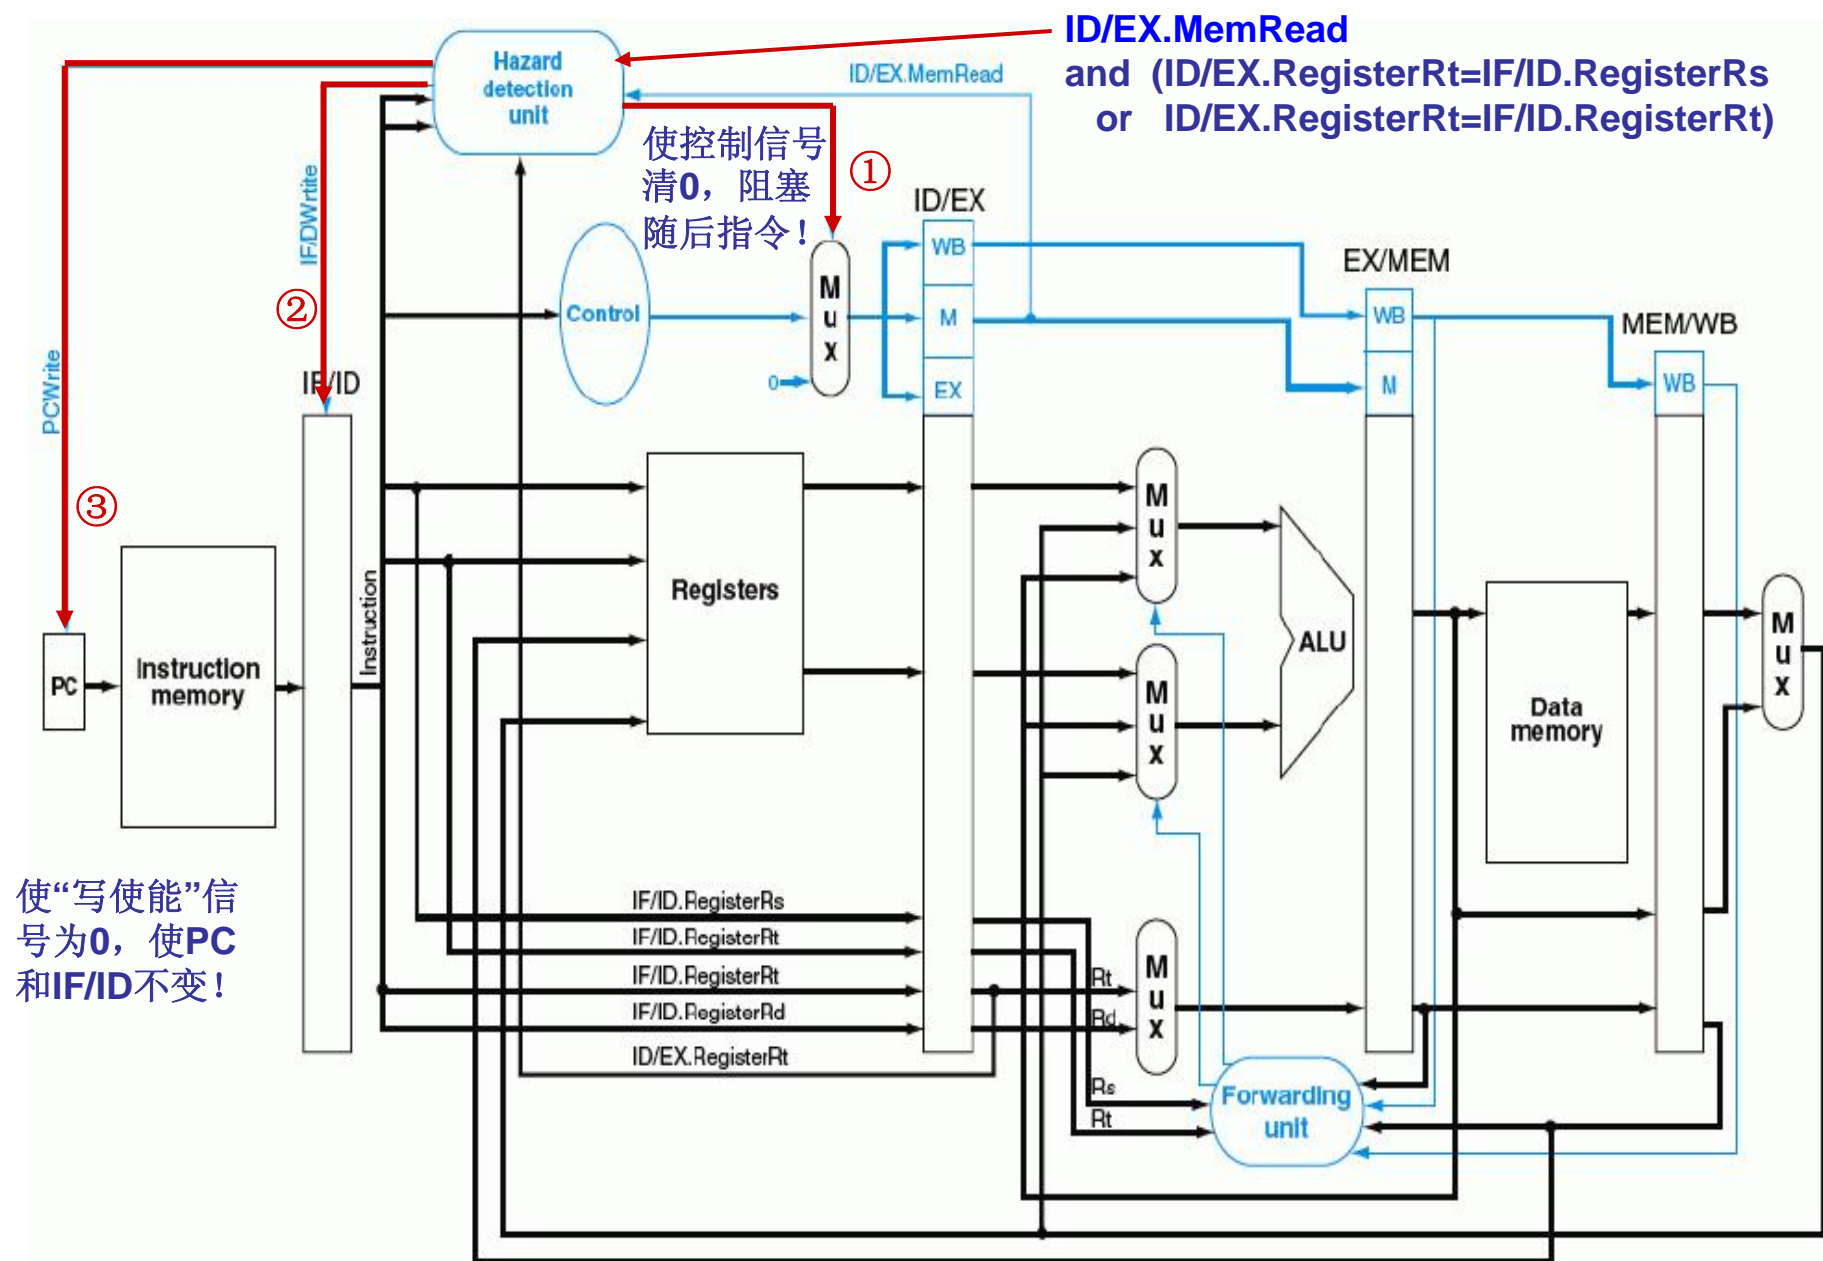 ID/EX.MemRead
and (ID/EX.RegisterRt=IF/ID.RegisterRs
or ID/EX.RegisterRt=IF/ID.RegisterRt)
Hazard
detection
unit
ID/EX.MemRead
使控制信号
清0，阻塞
随后指令！
①
IF/DWrtite
②
ID/EX
WB
M
EX
Control
0
M
u
x
EX/MEM
WB
M
MEM/WB
WB
PCWrite
③
IF/ID
PC
Instruction
memory
Instruction
Registers
M
u
x
M
u
x
ALU
Data
memory
M
u
x
使“写使能”信
号为0，使PC
和IF/ID不变！
IF/ID.RegisterRs
IF/ID.RegisterRt
IF/ID.RegisterRt
IF/ID.RegisterRd
ID/EX.RegisterRt
Rt
Rd
M
u
x
Rs
Rt
Forwarding
unit